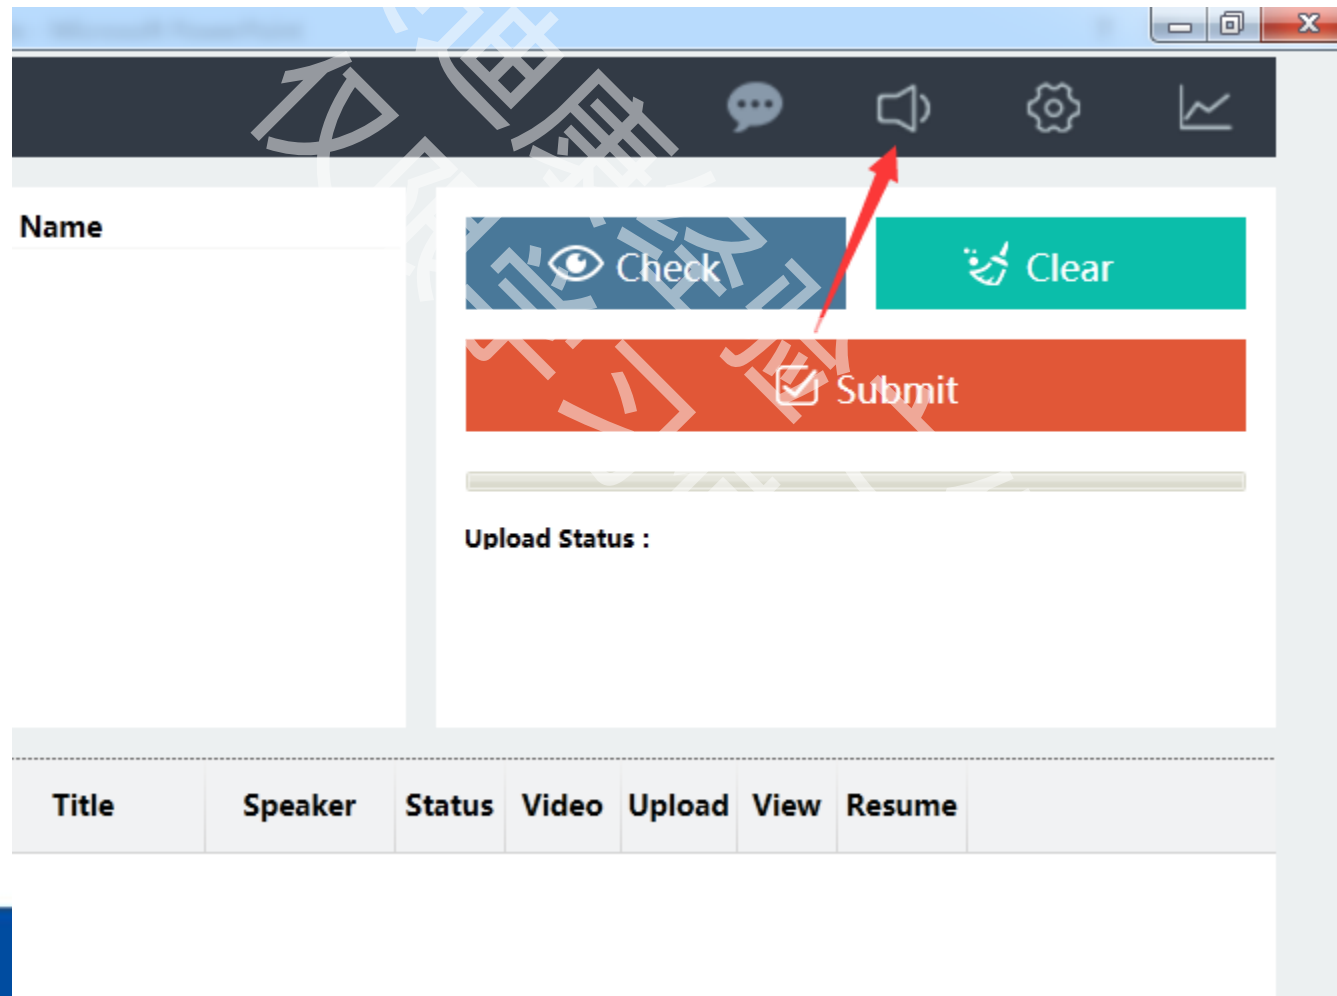 Name
Check
Clear
Submit
Upload Status :
Title Speaker Status Video Upload View Resume